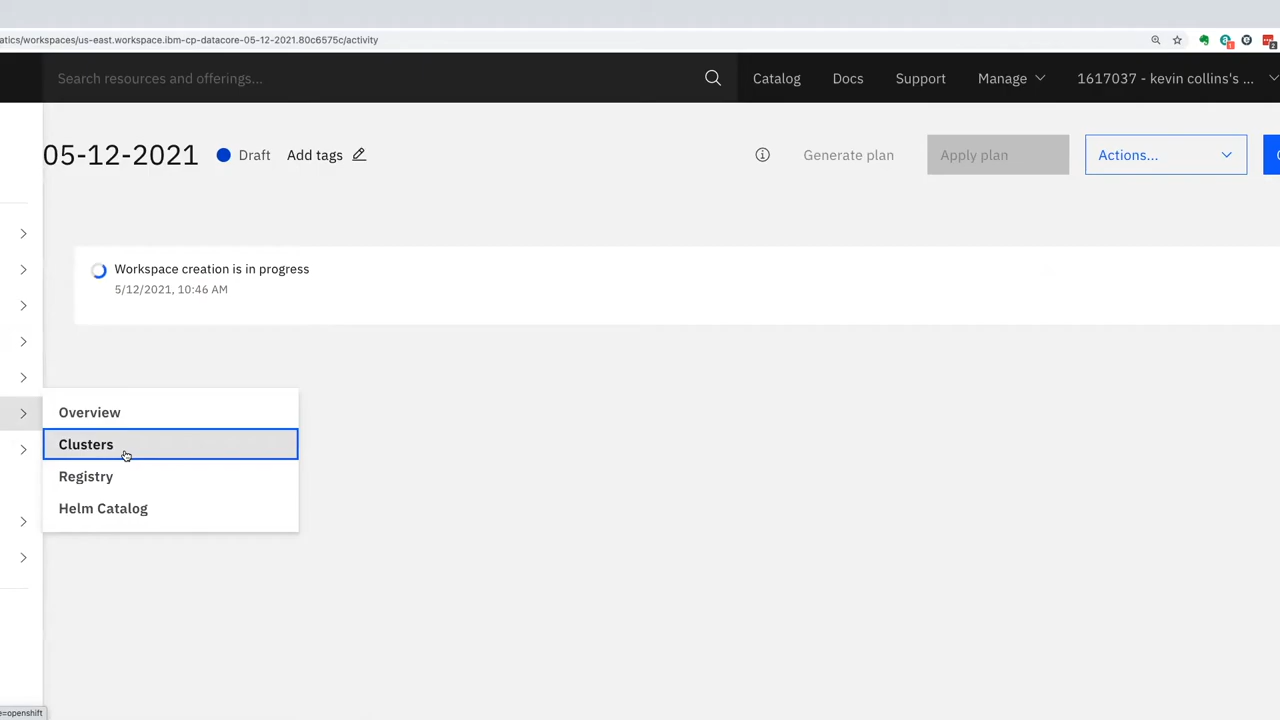 atics/workspaces/us-east.workspace.ibm-cp-datacore-05-12-2021.80c6575c/activity
Search resources and offerings...
Catalog
Docs
Support
Manage
1617037 - kevin collins's ...
05-12-2021
Draft
Add tags
Generate plan
Apply plan
Actions...
Workspace creation is in progress
5/12/2021, 10:46 AM
Overview
Clusters
Registry
Helm Catalog
e=openshift